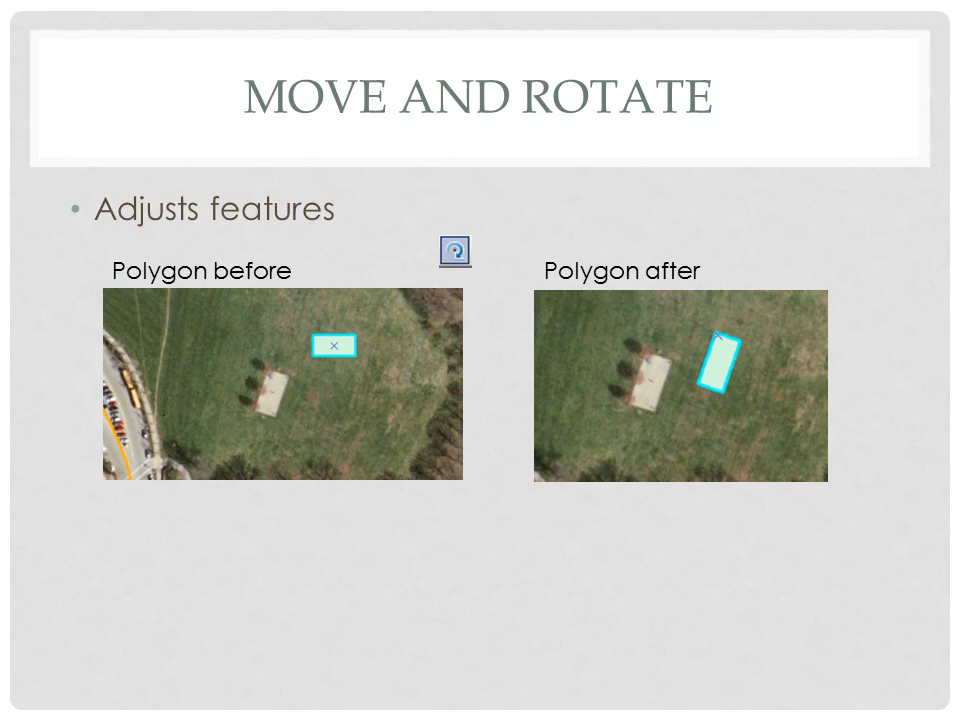 MOVE AND ROTATE
• Adjusts features
Polygon before
Polygon after